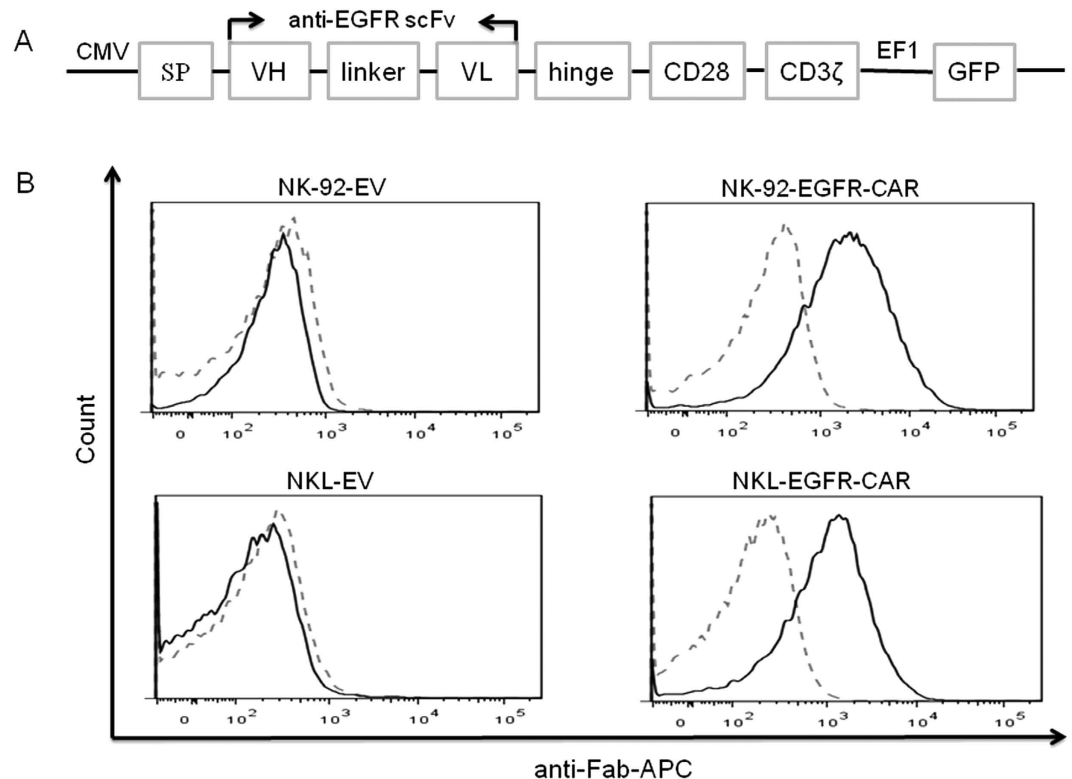 A
anti-EGFR scFv
CMV SP VH linker VL hinge CD28 CD3ζ EF1 GFP
B
NK-92-EV NK-92-EGFR-CAR
0 10² 10³ 10⁴ 10⁵ 0 10² 10³ 10⁴ 10⁵
Count
NKL-EV NKL-EGFR-CAR
0 10² 10³ 10⁴ 10⁵ 0 10² 10³ 10⁴ 10⁵
anti-Fab-APC